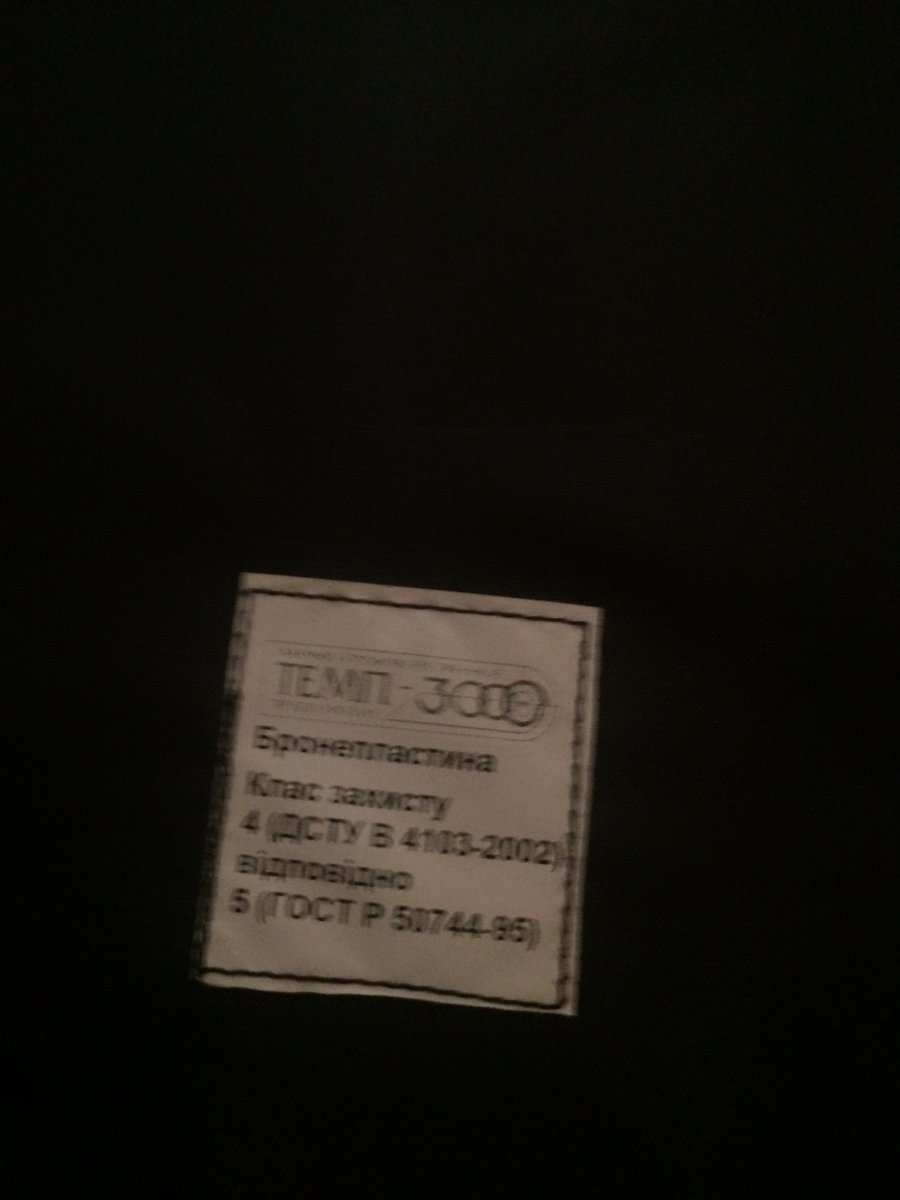 ТЕМП-3000
Бронепластина
Клас захисту
4 (ДСТУ В 4103-2002)
відповідно
5 (ГОСТ Р 50744-95)